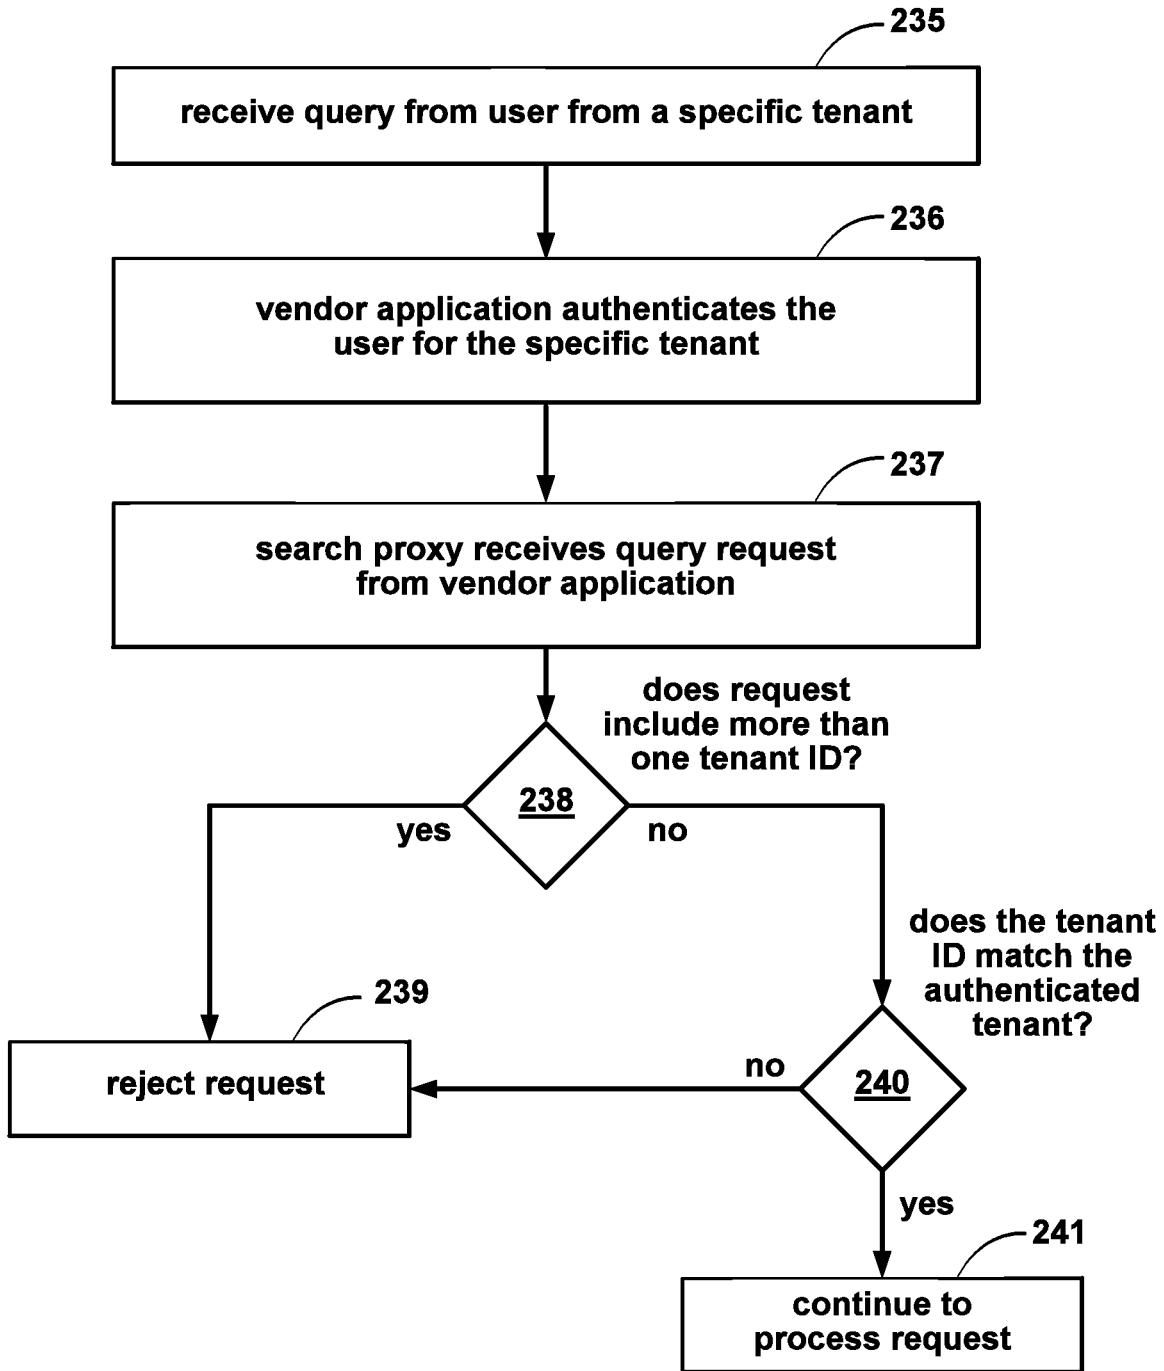 235
receive query from user from a specific tenant
236
vendor application authenticates the
user for the specific tenant
237
search proxy receives query request
from vendor application
does request
include more than
one tenant ID?
238
yes
no
does the tenant
ID match the
authenticated
tenant?
239
reject request
no
240
yes
241
continue to
process request